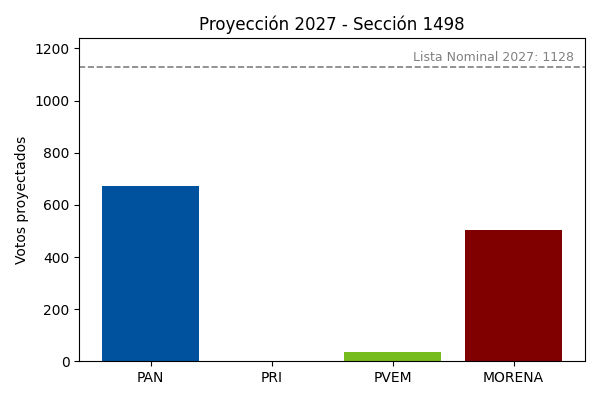 Proyección 2027 - Sección 1498
Lista Nominal 2027: 1128
Votos proyectados
1200
1000
800
600
400
200
0
PAN PRI PVEM MORENA